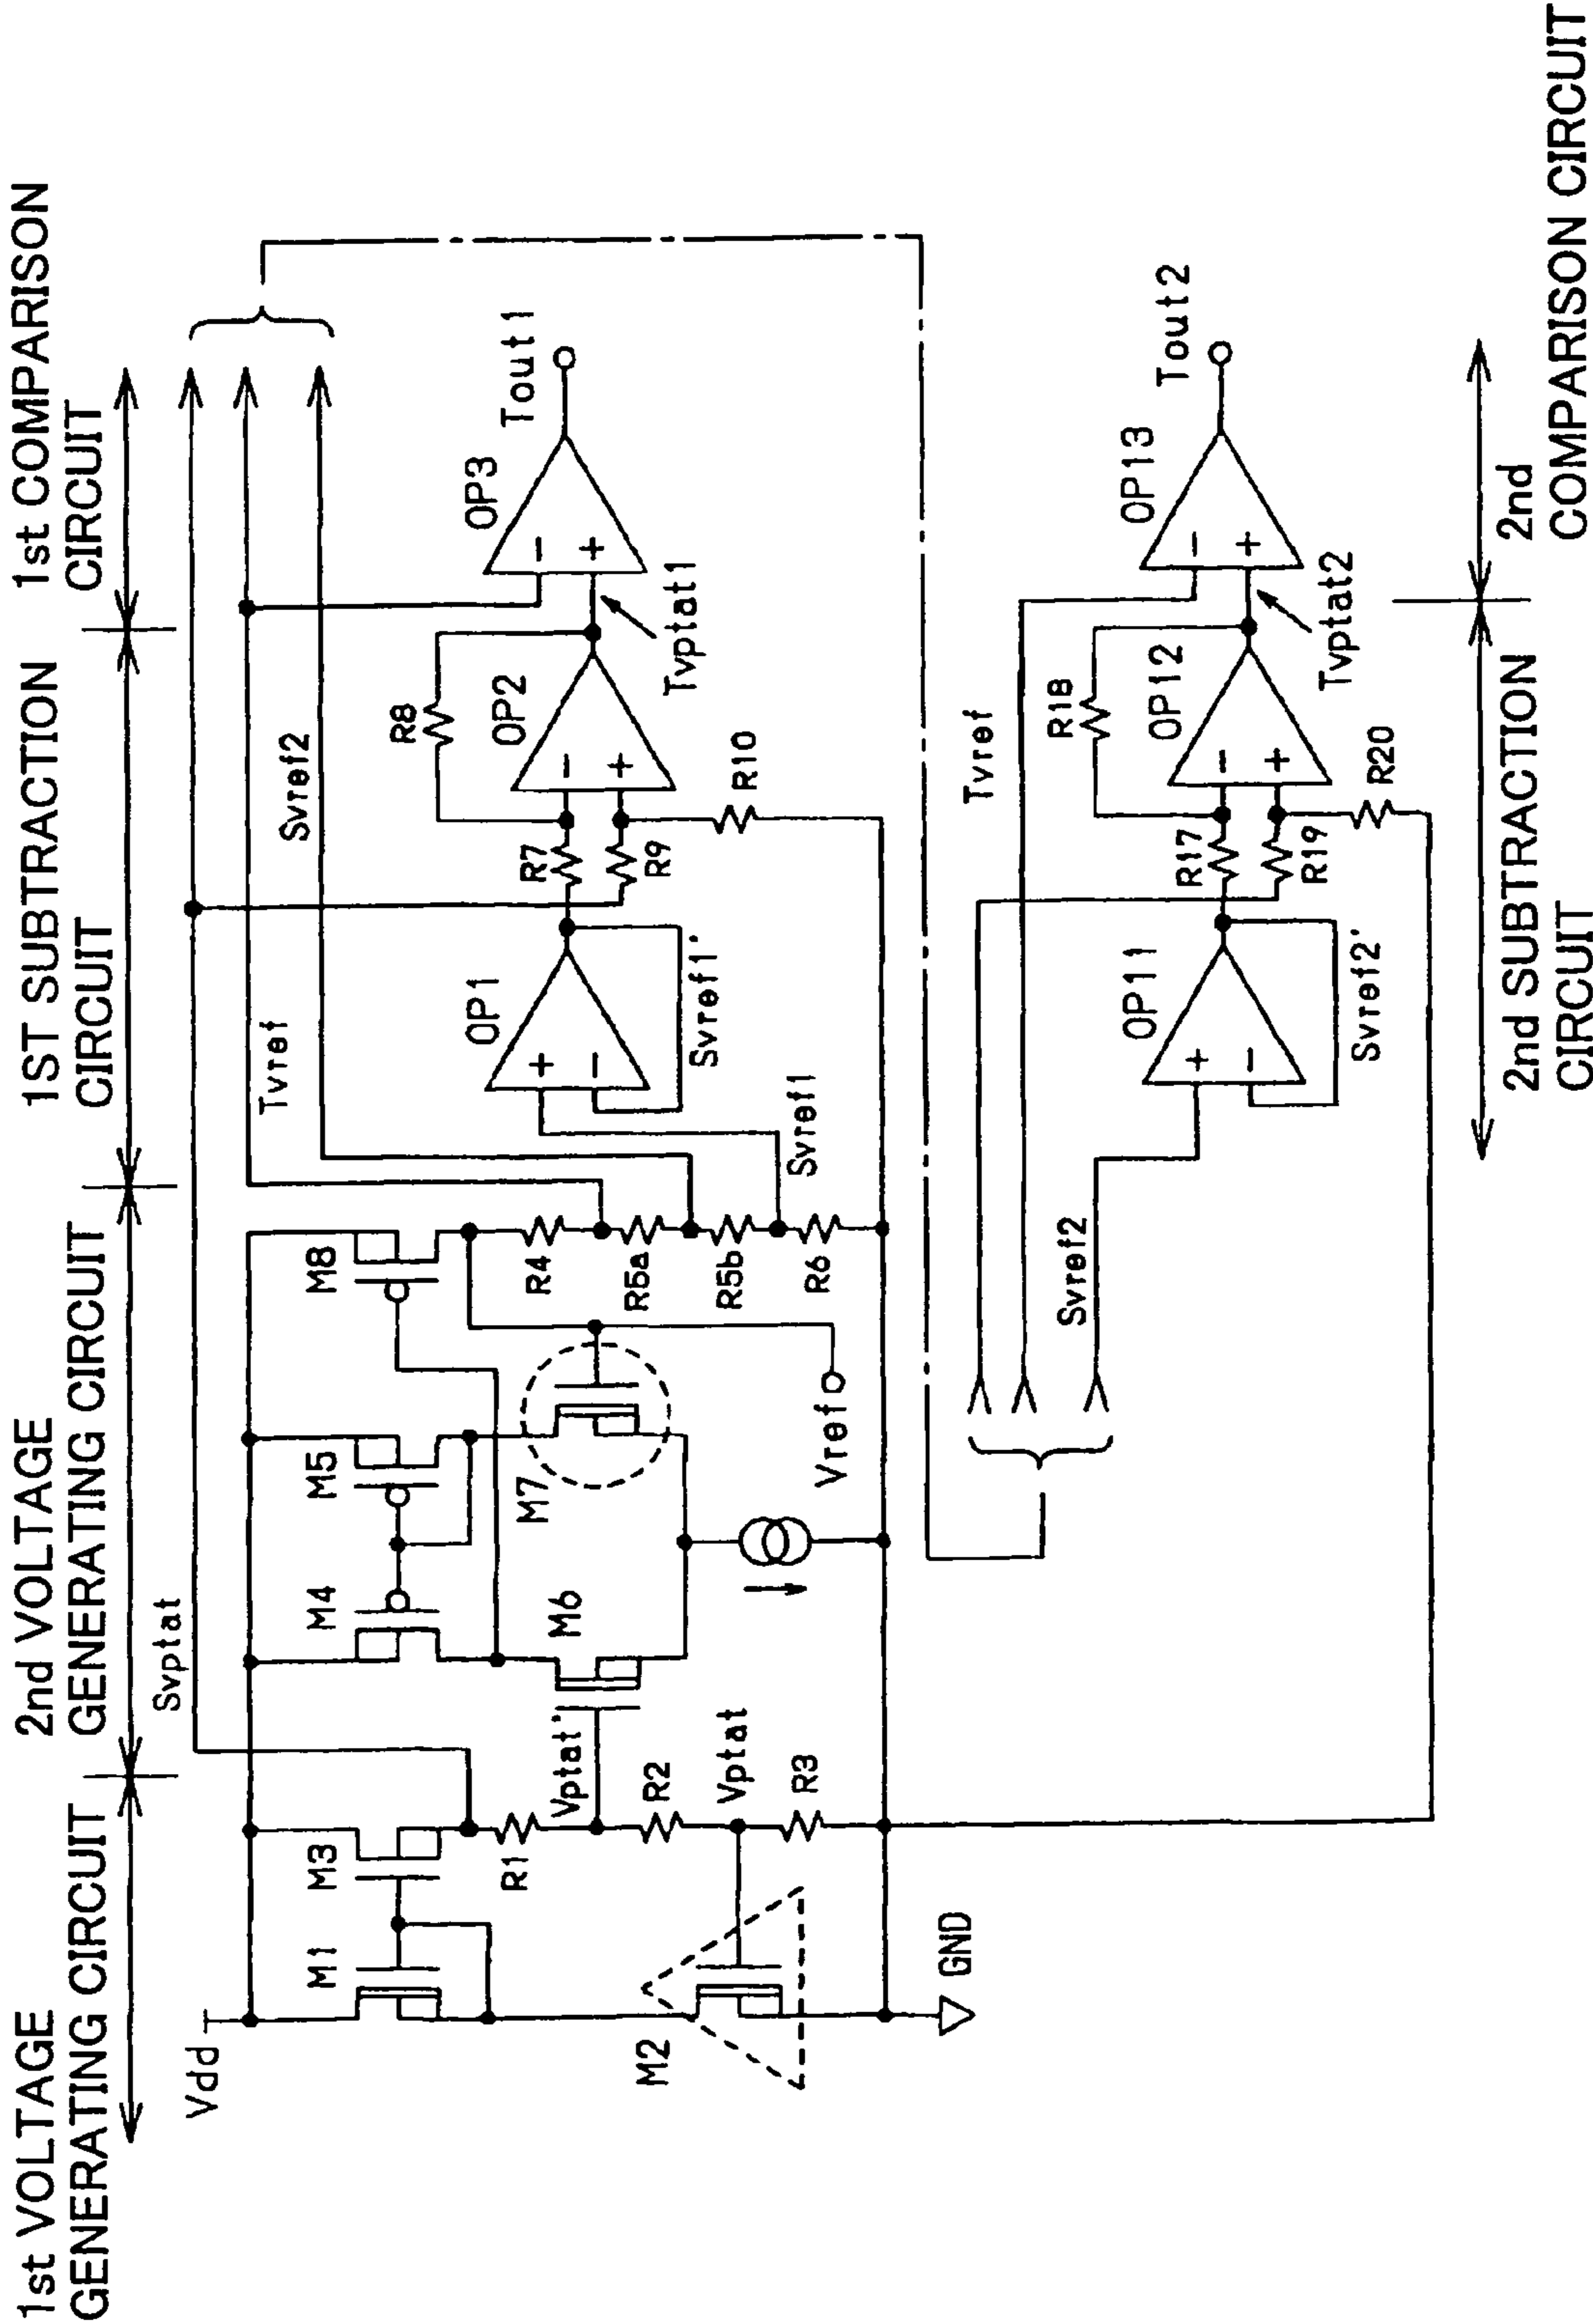 1st VOLTAGE
GENERATING CIRCUIT
2nd VOLTAGE
GENERATING CIRCUIT
1ST SUBTRACTION
CIRCUIT
1st COMPARISON
CIRCUIT
Vdd
Svptat
Tvref
Svref2
M1
M3
M4
M5
M8
M2
R1
Vptat'
R2
Vptat
R3
M6
M7
Vref
R4
R5a
R5b
R6
Svref1
OP1
Svref1'
R7
R9
R8
OP2
R10
Tvptat1
OP3
Tout1
GND
Svref2
Tvref
OP11
Svref2'
R17
R19
R18
OP12
R20
Tvptat2
OP13
Tout2
2nd SUBTRACTION
CIRCUIT
2nd
COMPARISON CIRCUIT